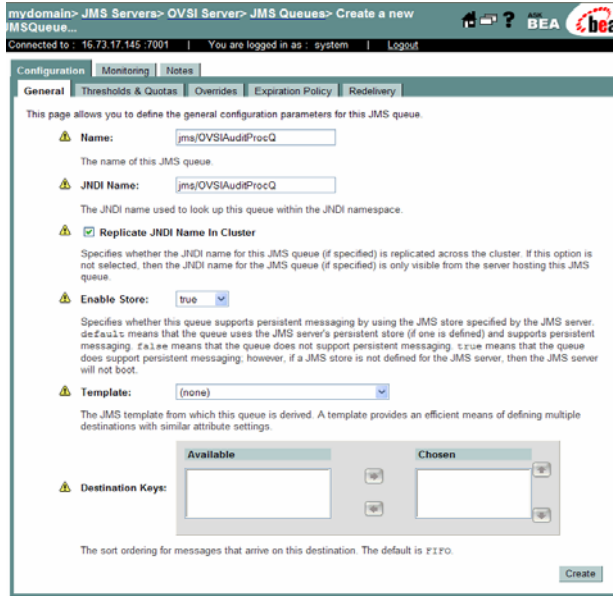 mydomain> JMS Servers> OVSI Server> JMS Queues> Create a new
JMSQueue...
? ASK BEA bea
Connected to : 16.73.17.145 :7001 | You are logged in as : system | Logout
Configuration Monitoring Notes
General Thresholds & Quotas Overrides Expiration Policy Redelivery
This page allows you to define the general configuration parameters for this JMS queue.
Name: jms/OVSIAuditProcQ
The name of this JMS queue.
JNDI Name: jms/OVSIAuditProcQ
The JNDI name used to look up this queue within the JNDI namespace.
Replicate JNDI Name In Cluster
Specifies whether the JNDI name for this JMS queue (if specified) is replicated across the cluster. If this option
is not selected, then the JNDI name for the JMS queue (if specified) is only visible from the server hosting this JMS
queue.
Enable Store: true
Specifies whether this queue supports persistent messaging by using the JMS store specified by the JMS server.
default means that the queue uses the JMS server's persistent store (if one is defined) and supports persistent
messaging. false means that the queue does not support persistent messaging. true means that the queue
does support persistent messaging; however, if a JMS store is not defined for the JMS server, then the JMS server
will not boot.
Template: (none)
The JMS template from which this queue is derived. A template provides an efficient means of defining multiple
destinations with similar attribute settings.
Available Chosen
Destination Keys:
The sort ordering for messages that arrive on this destination. The default is FIFO.
Create